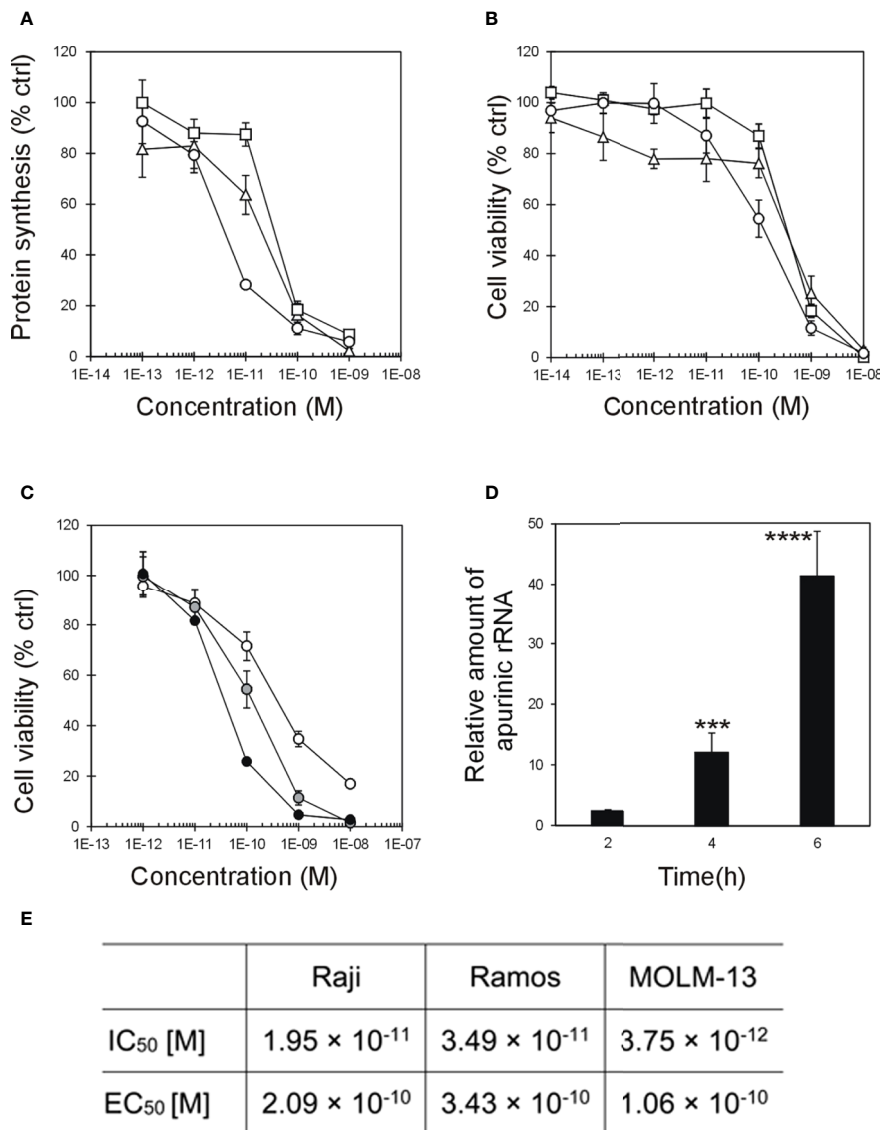 A
Protein synthesis (% ctrl)
120
100
80
60
40
20
0
1E-14 1E-13 1E-12 1E-11 1E-10 1E-09 1E-08
Concentration (M)
B
Cell viability (% ctrl)
120
100
80
60
40
20
0
1E-14 1E-13 1E-12 1E-11 1E-10 1E-09 1E-08
Concentration (M)
C
Cell viability (% ctrl)
120
100
80
60
40
20
0
1E-13 1E-12 1E-11 1E-10 1E-09 1E-08 1E-07
Concentration (M)
D
Relative amount of
apurinic rRNA
50
40
30
20
10
0
***
****
2 4 6
Time(h)
E
Raji Ramos MOLM-13
IC50 [M] 1.95 × 10-11 3.49 × 10-11 3.75 × 10-12
EC50 [M] 2.09 × 10-10 3.43 × 10-10 1.06 × 10-10